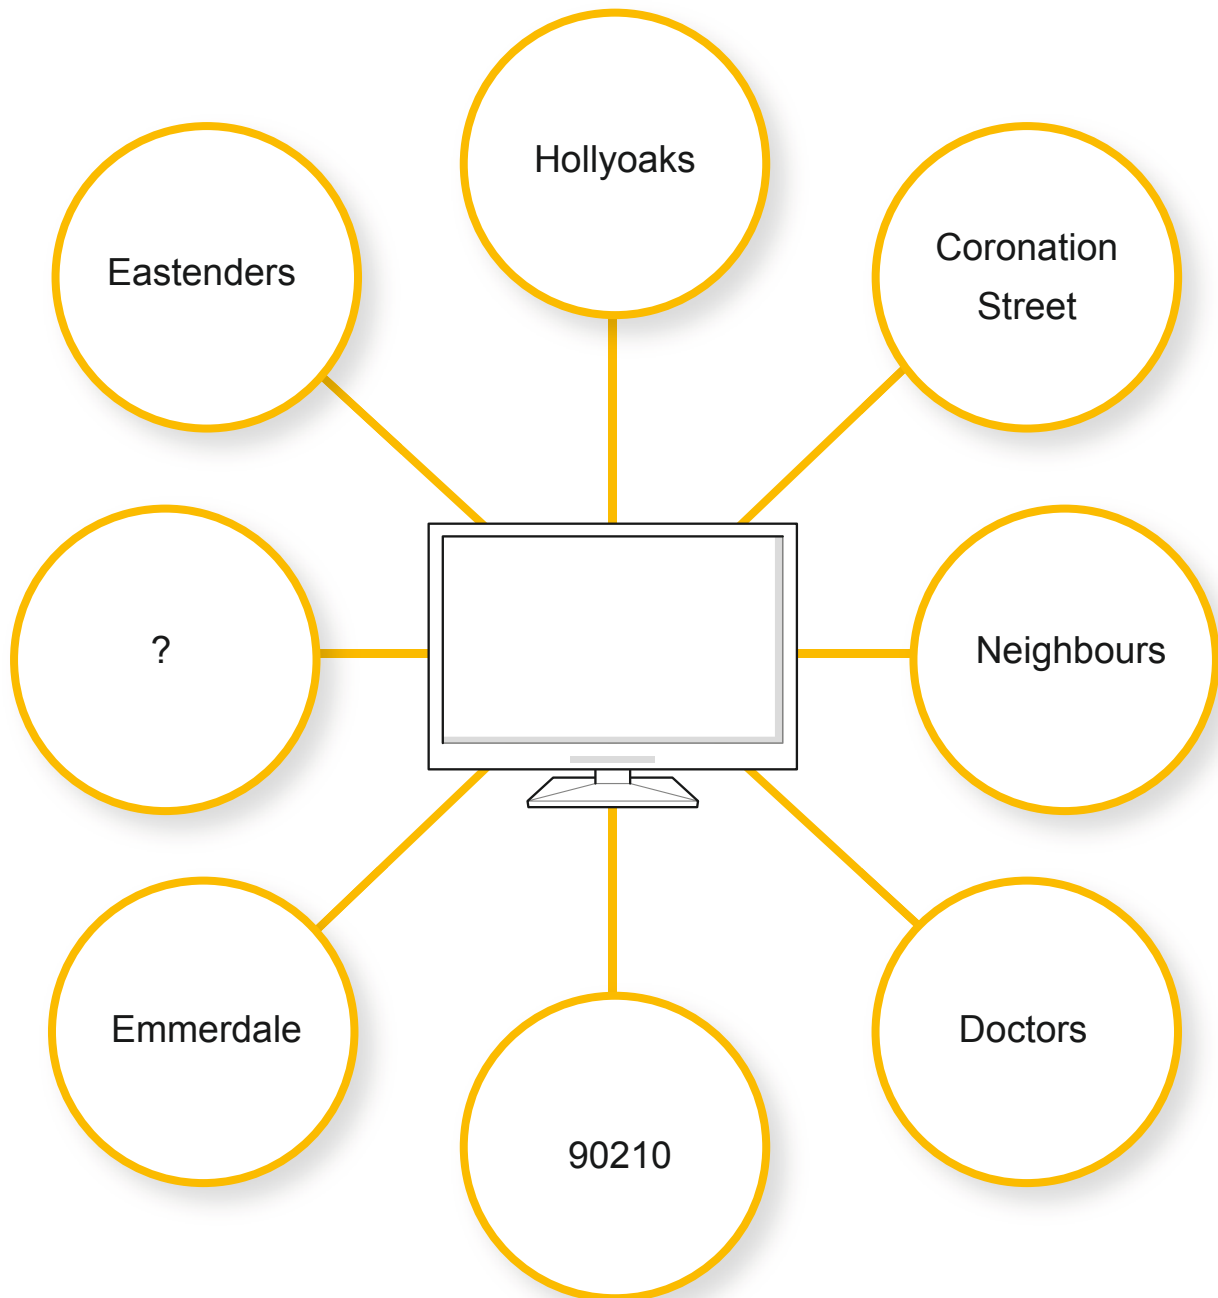 Hollyoaks
Eastenders
Coronation
Street
?
Neighbours
Emmerdale
Doctors
90210